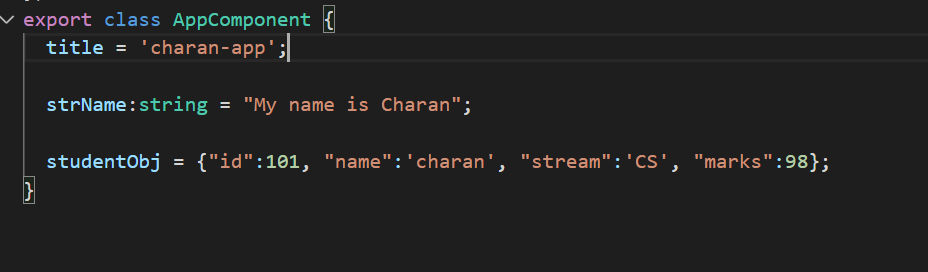 export class AppComponent {
title = 'charan-app';
strName:string = "My name is Charan";
studentObj = {"id":101, "name":'charan', "stream":'CS', "marks":98};
}